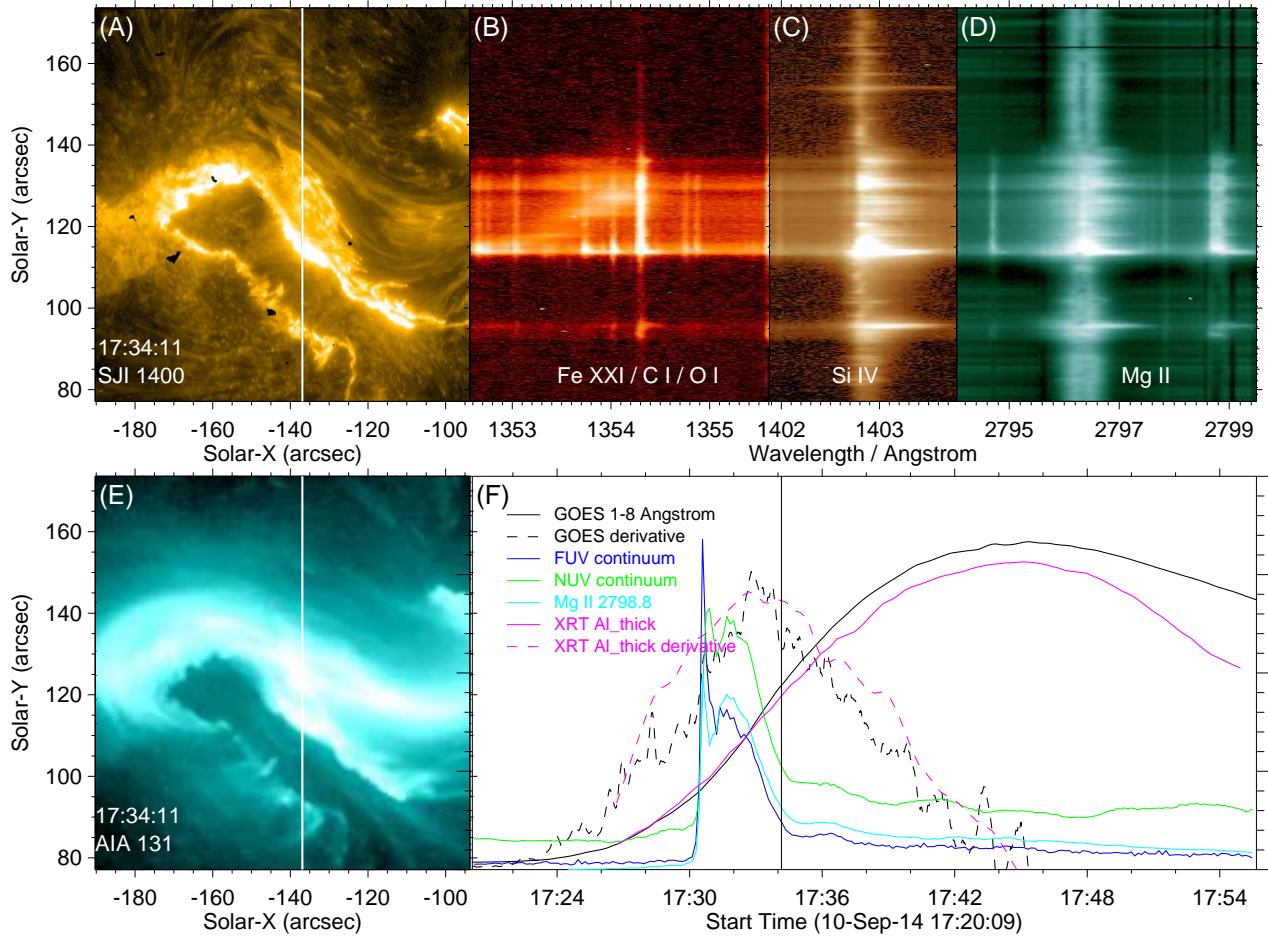 (A)
(B)
(C)
(D)
160
140
120
100
80
Solar-Y (arcsec)
17:34:11
SJI 1400
Fe XXI / C I / O I
Si IV
Mg II
-180 -160 -140 -120 -100
1353 1354 1355
1402 1403
2795 2797 2799
Solar-X (arcsec)
Wavelength / Angstrom
(E)
160
140
120
100
80
Solar-Y (arcsec)
17:34:11
AIA 131
-180 -160 -140 -120 -100
Solar-X (arcsec)
(F)
GOES 1-8 Angstrom
GOES derivative
FUV continuum
NUV continuum
Mg II 2798.8
XRT Al_thick
XRT Al_thick derivative
17:24 17:30 17:36 17:42 17:48 17:54
Start Time (10-Sep-14 17:20:09)